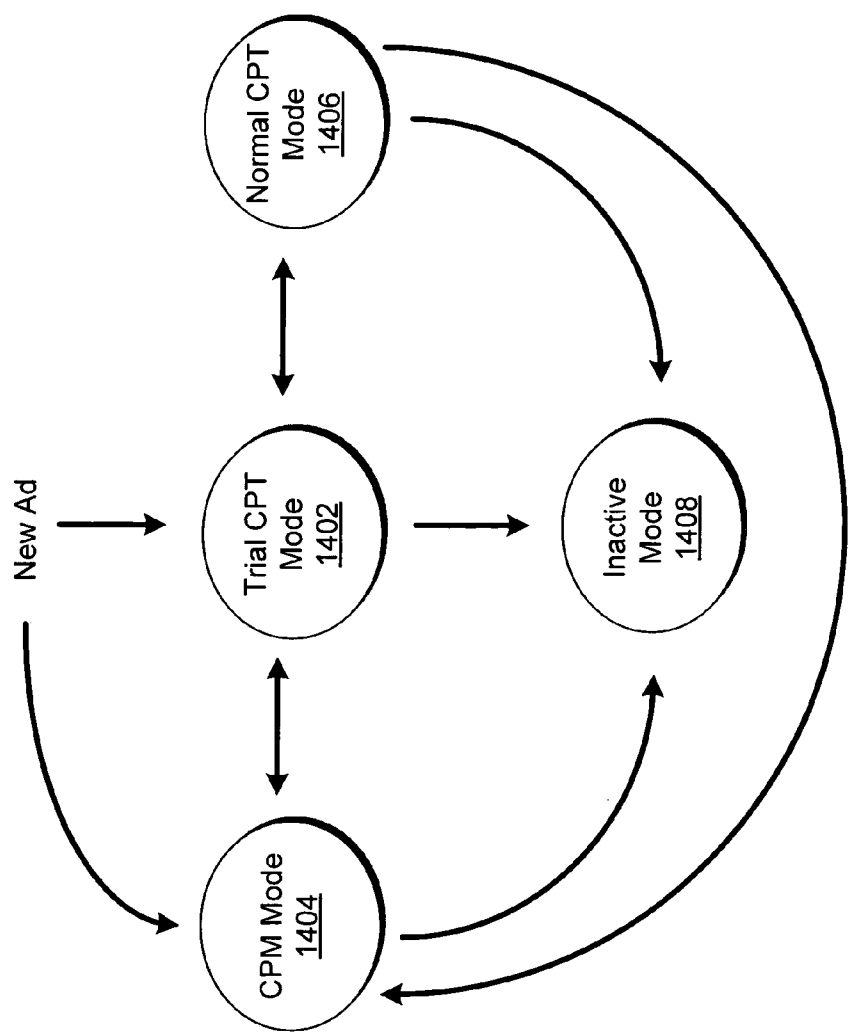 New Ad
CPM Mode
1404
Trial CPT
Mode
1402
Normal CPT
Mode
1406
Inactive
Mode
1408